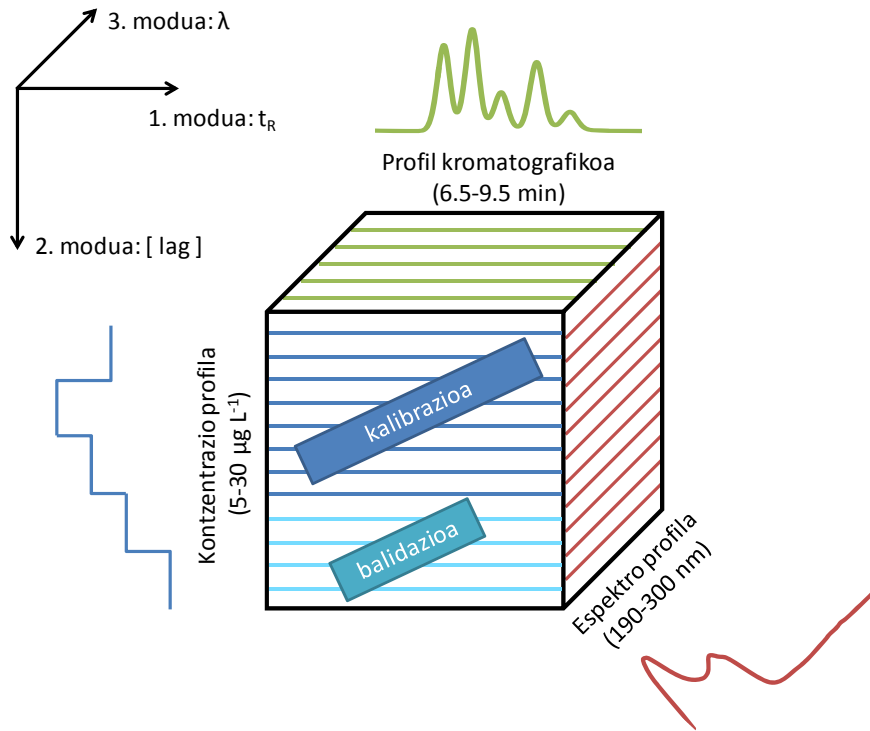 3. modua: λ
1. modua: tR
2. modua: [ lag ]
Profil kromatografikoa
(6.5-9.5 min)
Kontzentrazio profila
(5-30 µg L-1)
kalibrazioa
balidazioa
Espektro profila
(190-300 nm)